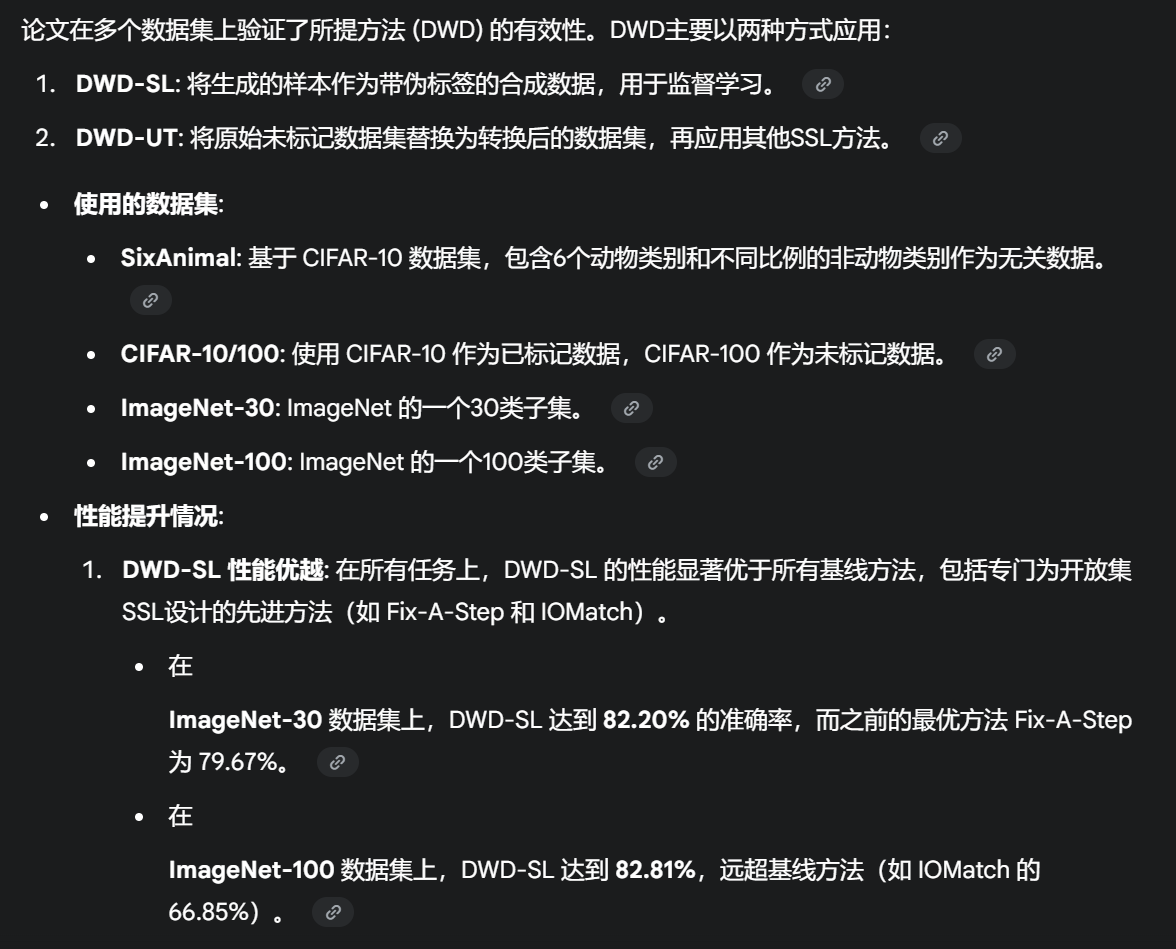 论文在多个数据集上验证了所提方法 (DWD) 的有效性。DWD主要以两种方式应用：
1. DWD-SL: 将生成的样本作为带伪标签的合成数据，用于监督学习。
2. DWD-UT: 将原始未标记数据集替换为转换后的数据集，再应用其他SSL方法。
• 使用的数据集:
• SixAnimal: 基于 CIFAR-10 数据集，包含6个动物类别和不同比例的非动物类别作为无关数据。
• CIFAR-10/100: 使用 CIFAR-10 作为已标记数据，CIFAR-100 作为未标记数据。
• ImageNet-30: ImageNet 的一个30类子集。
• ImageNet-100: ImageNet 的一个100类子集。
• 性能提升情况:
1. DWD-SL 性能优越: 在所有任务上，DWD-SL 的性能显著优于所有基线方法，包括专门为开放集
SSL设计的先进方法（如 Fix-A-Step 和 IOMatch）。
• 在
ImageNet-30 数据集上，DWD-SL 达到 82.20% 的准确率，而之前的最优方法 Fix-A-Step
为 79.67%。
• 在
ImageNet-100 数据集上，DWD-SL 达到 82.81%，远超基线方法（如 IOMatch 的
66.85%）。